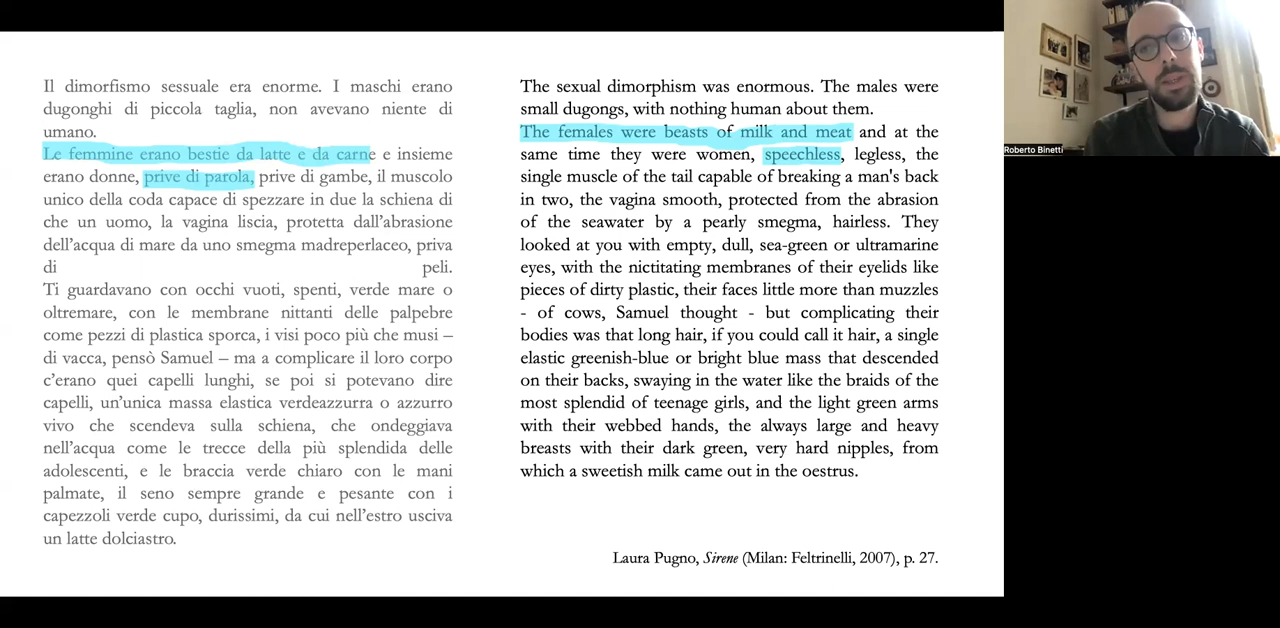 Il dimorfismo sessuale era enorme. I maschi erano
dugonghi di piccola taglia, non avevano niente di
umano.
Le femmine erano bestie da latte e da carne e insieme
erano donne, prive di parola, prive di gambe, il muscolo
unico della coda capace di spezzare in due la schiena di
che un uomo, la vagina liscia, protetta dall'abrasione
dell'acqua di mare da uno smegma madreperlaceo, priva
di peli.
Ti guardavano con occhi vuoti, spenti, verde mare o
oltremare, con le membrane nittanti delle palpebre
come pezzi di plastica sporca, i visi poco più che musi –
di vacca, pensò Samuel – ma a complicare il loro corpo
c'erano quei capelli lunghi, se poi si potevano dire
capelli, un'unica massa elastica verdeazzurra o azzurro
vivo che scendeva sulla schiena, che ondeggiava
nell'acqua come le trecce della più splendida delle
adolescenti, e le braccia verde chiaro con le mani
palmate, il seno sempre grande e pesante con i
capezzoli verde cupo, durissimi, da cui nell'estro usciva
un latte dolciastro.
The sexual dimorphism was enormous. The males were
small dugongs, with nothing human about them.
The females were beasts of milk and meat and at the
same time they were women, speechless, legless, the
single muscle of the tail capable of breaking a man's back
in two, the vagina smooth, protected from the abrasion
of the seawater by a pearly smegma, hairless. They
looked at you with empty, dull, sea-green or ultramarine
eyes, with the nictitating membranes of their eyelids like
pieces of dirty plastic, their faces little more than muzzles
- of cows, Samuel thought - but complicating their
bodies was that long hair, if you could call it hair, a single
elastic greenish-blue or bright blue mass that descended
on their backs, swaying in the water like the braids of the
most splendid of teenage girls, and the light green arms
with their webbed hands, the always large and heavy
breasts with their dark green, very hard nipples, from
which a sweetish milk came out in the oestrus.
Laura Pugno, Sirene (Milan: Feltrinelli, 2007), p. 27.
Roberto Binetti